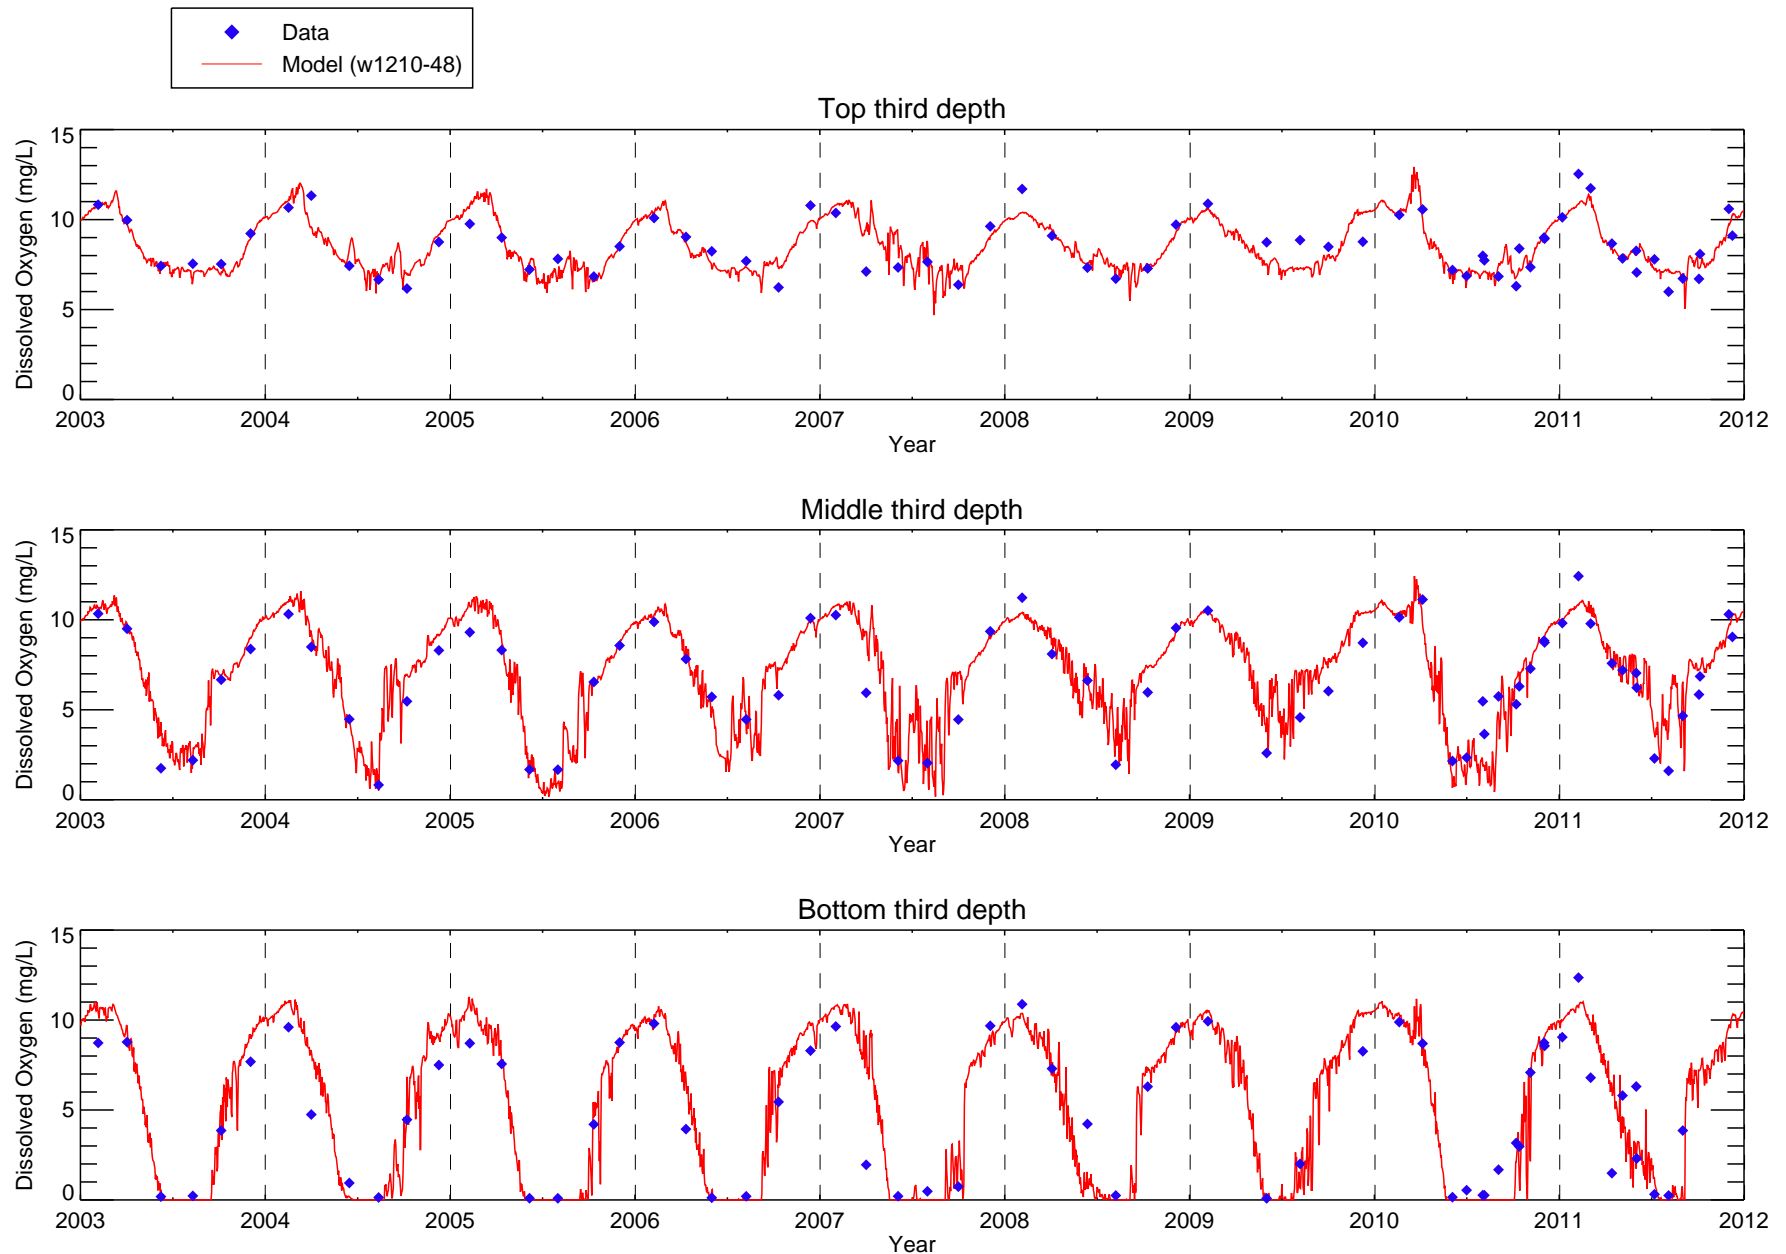 Data
Model (w1210-48)
Top third depth
Dissolved Oxygen (mg/L)
15
10
5
0
2003 2004 2005 2006 2007 2008 2009 2010 2011 2012
Year
Middle third depth
Dissolved Oxygen (mg/L)
15
10
5
0
2003 2004 2005 2006 2007 2008 2009 2010 2011 2012
Year
Bottom third depth
Dissolved Oxygen (mg/L)
15
10
5
0
2003 2004 2005 2006 2007 2008 2009 2010 2011 2012
Year